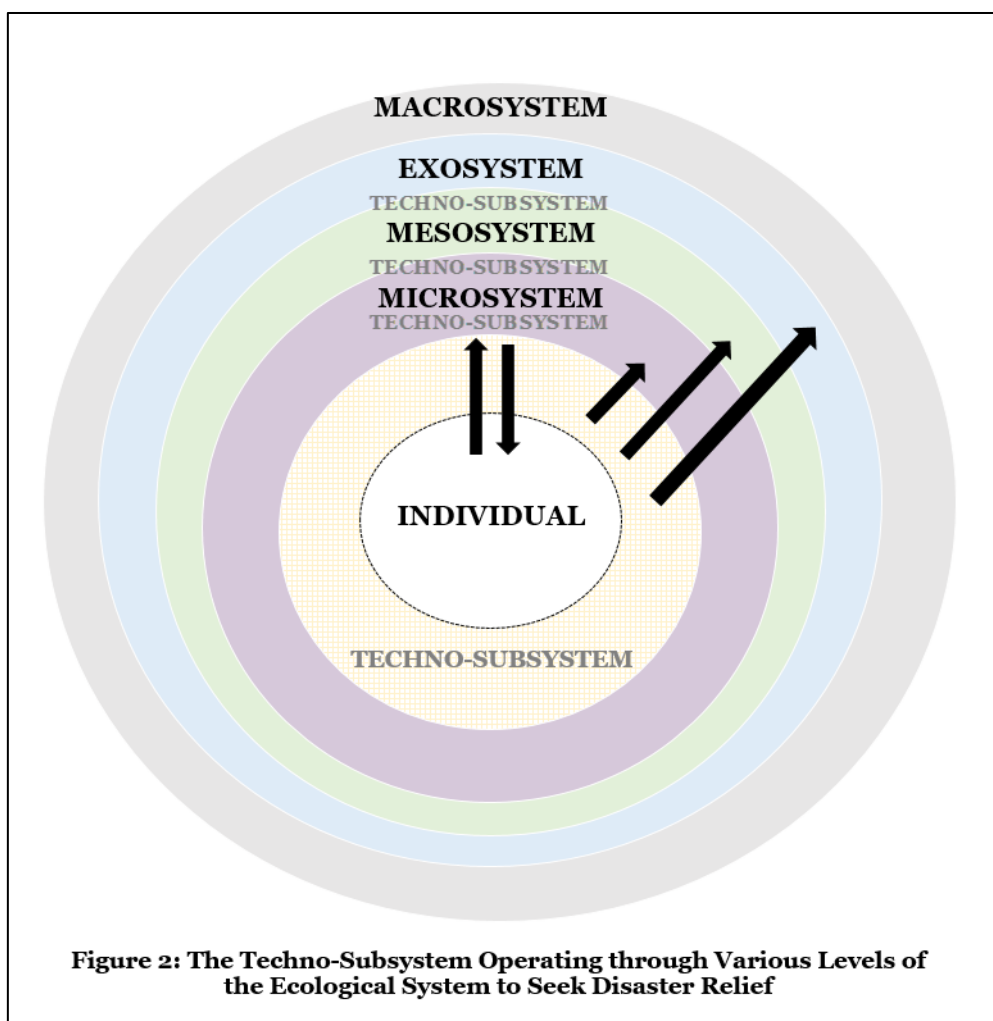 MACROSYSTEM
EXOSYSTEM
TECHNO-SUBSYSTEM
MESOSYSTEM
TECHNO-SUBSYSTEM
MICROSYSTEM
TECHNO-SUBSYSTEM
INDIVIDUAL
TECHNO-SUBSYSTEM
Figure 2: The Techno-Subsystem Operating through Various Levels of
the Ecological System to Seek Disaster Relief